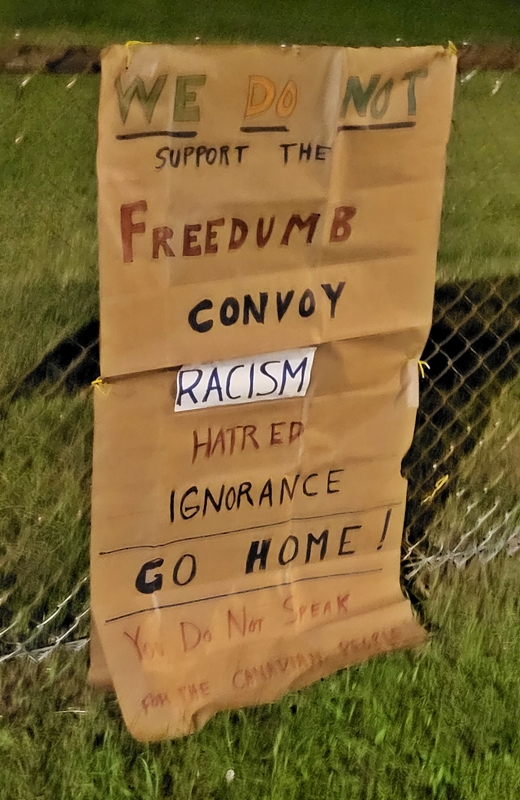 WE DO NOT
SUPPORT THE
FREEDUMB
CONVOY
RACISM
HATRED
IGNORANCE
GO HOME!
YOU DO NOT SPEAK
FOR THE CANADIAN PEOPLE